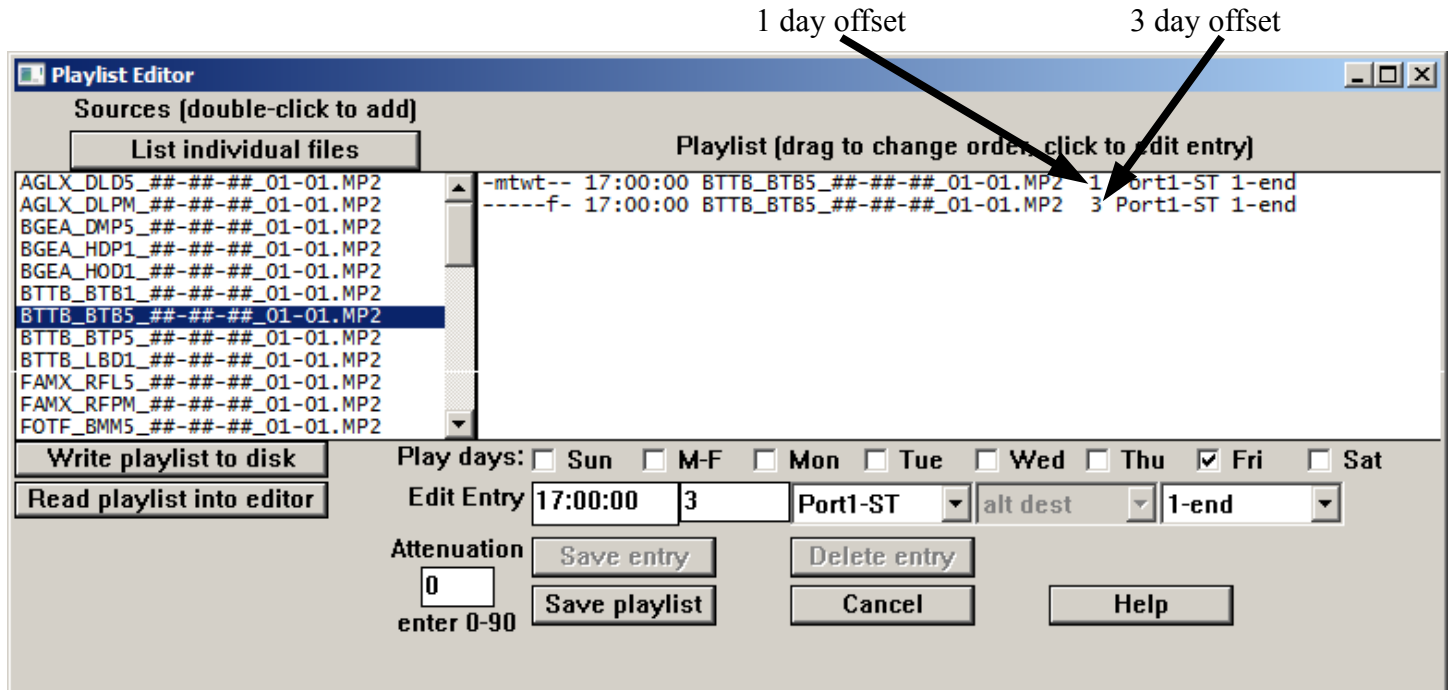 1 day offset 3 day offset
Playlist Editor
Sources (double-click to add)
List individual files
Playlist (drag to change order, click to edit entry)
AGLX_DLD5_##-##-##_01-01.MP2
AGLX_DLPM_##-##-##_01-01.MP2
BGEA_DMP5_##-##-##_01-01.MP2
BGEA_HDP1_##-##-##_01-01.MP2
BGEA_HOD1_##-##-##_01-01.MP2
BTTB_BTB1_##-##-##_01-01.MP2
BTTB_BTB5_##-##-##_01-01.MP2
BTTB_BTP5_##-##-##_01-01.MP2
BTTB_LBD1_##-##-##_01-01.MP2
FAMX_RFL5_##-##-##_01-01.MP2
FAMX_RFPM_##-##-##_01-01.MP2
FOTF_BMM5_##-##-##_01-01.MP2
-mtwt-- 17:00:00 BTTB_BTB5_##-##-##_01-01.MP2 1 Port1-ST 1-end
-----f- 17:00:00 BTTB_BTB5_##-##-##_01-01.MP2 3 Port1-ST 1-end
Write playlist to disk
Read playlist into editor
Play days: Sun M-F Mon Tue Wed Thu Fri Sat
Edit Entry 17:00:00 3 Port1-ST alt dest 1-end
Attenuation
0
enter 0-90
Save entry Delete entry
Save playlist Cancel Help